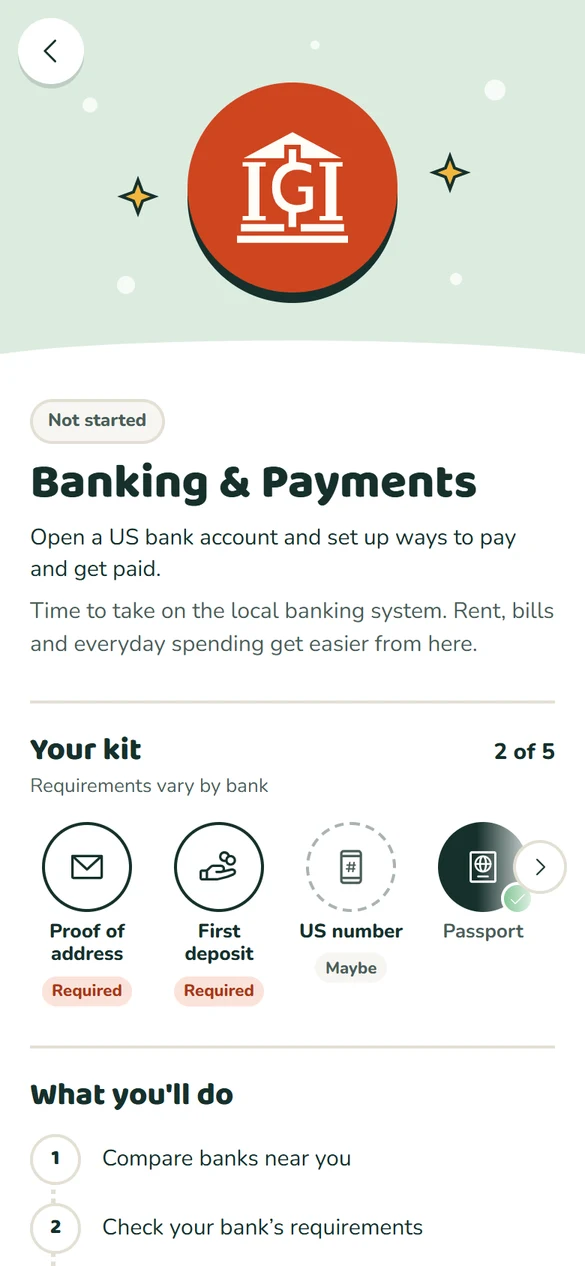 Not started
Banking & Payments
Open a US bank account and set up ways to pay
and get paid.
Time to take on the local banking system. Rent, bills
and everyday spending get easier from here.
Your kit
2 of 5
Requirements vary by bank
Proof of
address
Required
First
deposit
Required
#
US number
Maybe
Passport
What you'll do
1 Compare banks near you
2 Check your bank’s requirements